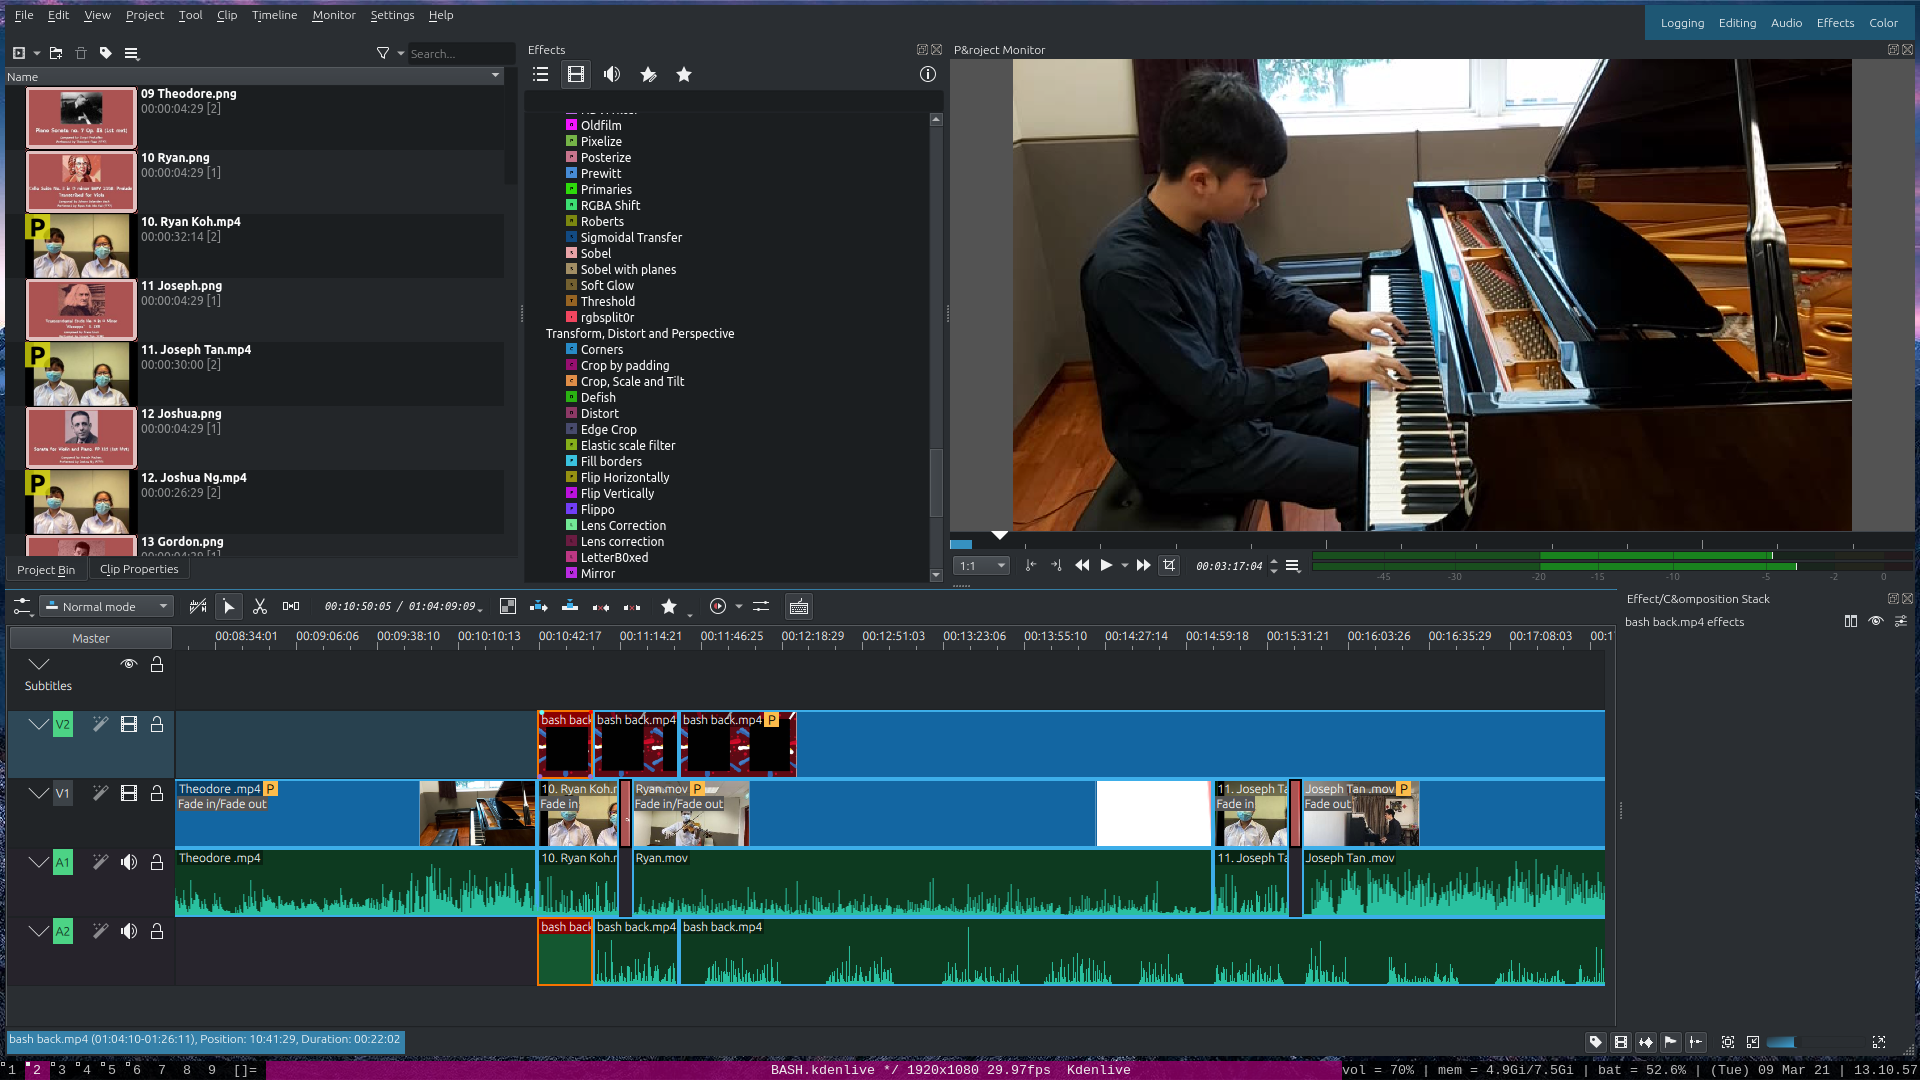 File Edit View Project Tool Clip Timeline Monitor Settings Help
Logging Editing Audio Effects Color
Search...
Name
09 Theodore.png
00:00:04:29 [2]
10 Ryan.png
00:00:04:29 [1]
10. Ryan Koh.mp4
00:00:32:14 [2]
11 Joseph.png
00:00:04:29 [1]
11. Joseph Tan.mp4
00:00:30:00 [2]
12 Joshua.png
00:00:04:29 [1]
12. Joshua Ng.mp4
00:00:26:29 [2]
13 Gordon.png
00:00:04:29 [1]
Project Bin
Clip Properties
Effects
Oldfilm
Pixelize
Posterize
Prewitt
Primaries
RGBA Shift
Roberts
Sigmoidal Transfer
Sobel
Sobel with planes
Soft Glow
Threshold
rgbsplit0r
Transform, Distort and Perspective
Corners
Crop by padding
Crop, Scale and Tilt
Defish
Distort
Edge Crop
Elastic scale filter
Fill borders
Flip Horizontally
Flip Vertically
Flippo
Lens Correction
Lens correction
LetterB0xed
Mirror
P&roject Monitor
1:1
00:03:17:04
-45 -30 -20 -15 -10 -5 -2 0
Normal mode
00:10:50:05 / 01:04:09:09
Master
00:08:34:01 00:09:06:06 00:09:38:10 00:10:10:13 00:10:42:17 00:11:14:21 00:11:46:25 00:12:18:29 00:12:51:03 00:13:23:06 00:13:55:10 00:14:27:14 00:14:59:18 00:15:31:21 00:16:03:26 00:16:35:29 00:17:08:03 00:1
Subtitles
V2
bash back bash back.mp4 bash back.mp4 P
V1
Theodore .mp4 P 10. Ryan Koh.r Ryan.mov P 11. Joseph Ta Joseph Tan .mov P
Fade in/Fade out Fade in Fade in/Fade out Fade in Fade out
A1
Theodore .mp4 10. Ryan Koh.r Ryan.mov 11. Joseph Ta Joseph Tan .mov
A2
bash back bash back.mp4 bash back.mp4
Effect/C&omposition Stack
bash back.mp4 effects
bash back.mp4 (01:04:10-01:26:11), Position: 10:41:29, Duration: 00:22:02
1 2 3 4 5 6 7 8 9 []=
BASH.kdenlive */ 1920x1080 29.97fps Kdenlive
vol = 70% | mem = 4.9Gi/7.5Gi | bat = 52.6% | (Tue) 09 Mar 21 | 13.10.57